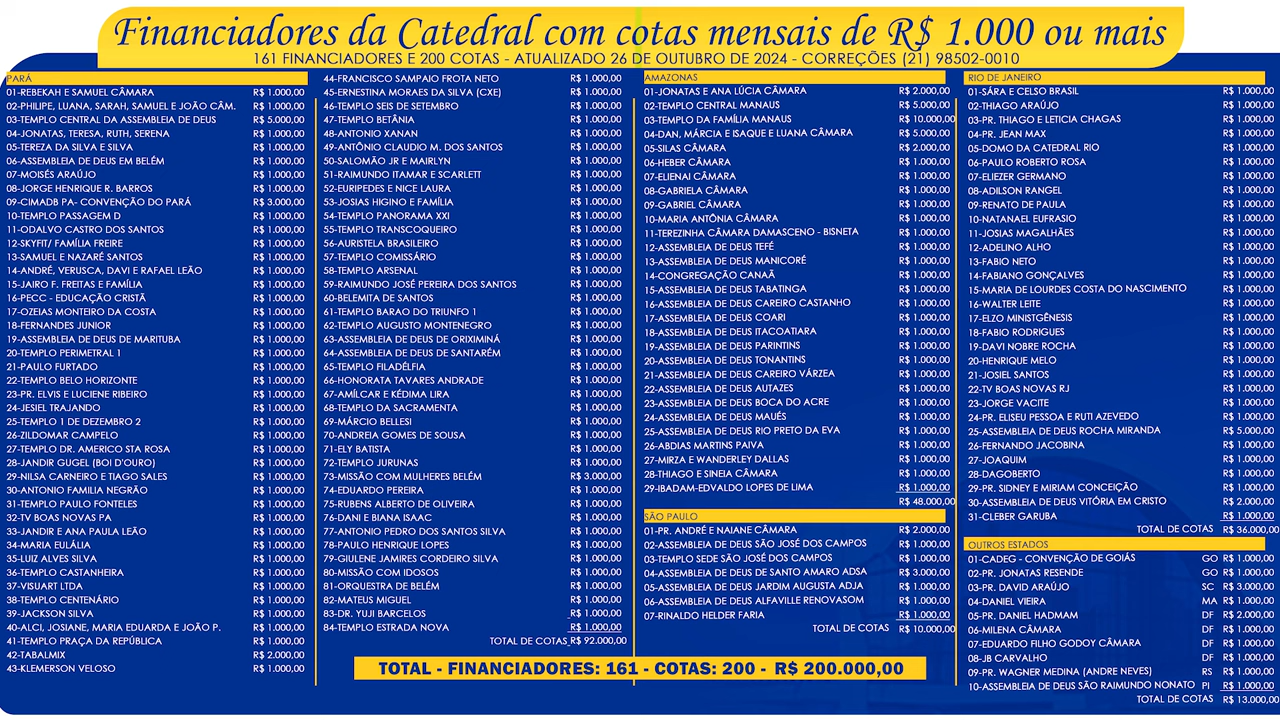 Financiadores da Catedral com cotas mensais de R$ 1.000 ou mais
161 FINANCIADORES E 200 COTAS - ATUALIZADO 26 DE OUTUBRO DE 2024 - CORREÇÕES (21) 98502-0010
PARÁ
01-REBEKAH E SAMUEL CÂMARA R$ 1.000,00
02-PHILIPE, LUANA, SARAH, SAMUEL E JOÃO CÂM. R$ 1.000,00
03-TEMPLO CENTRAL DA ASSEMBLEIA DE DEUS R$ 5.000,00
04-JONATAS, TERESA, RUTH, SERENA R$ 1.000,00
05-TEREZA DA SILVA E SILVA R$ 1.000,00
06-ASSEMBLEIA DE DEUS EM BELÉM R$ 1.000,00
07-MOISÉS ARAÚJO R$ 1.000,00
08-JORGE HENRIQUE R. BARROS R$ 1.000,00
09-CIMADB PA- CONVENÇÃO DO PARÁ R$ 3.000,00
10-TEMPLO PASSAGEM D R$ 1.000,00
11-ODALVO CASTRO DOS SANTOS R$ 1.000,00
12-SKYFIT/ FAMÍLIA FREIRE R$ 1.000,00
13-SAMUEL E NAZARÉ SANTOS R$ 1.000,00
14-ANDRÉ, VERUSCA, DAVI E RAFAEL LEÃO R$ 1.000,00
15-JAIRO F. FREITAS E FAMÍLIA R$ 1.000,00
16-PECC - EDUCAÇÃO CRISTÃ R$ 1.000,00
17-OZEIAS MONTEIRO DA COSTA R$ 1.000,00
18-FERNANDES JUNIOR R$ 1.000,00
19-ASSEMBLEIA DE DEUS DE MARITUBA R$ 1.000,00
20-TEMPLO PERIMETRAL 1 R$ 1.000,00
21-PAULO FURTADO R$ 1.000,00
22-TEMPLO BELO HORIZONTE R$ 1.000,00
23-PR. ELVIS E LUCIENE RIBEIRO R$ 1.000,00
24-JESIEL TRAJANDO R$ 1.000,00
25-TEMPLO 1 DE DEZEMBRO 2 R$ 1.000,00
26-ZILDOMAR CAMPELO R$ 1.000,00
27-TEMPLO DR. AMERICO STA ROSA R$ 1.000,00
28-JANDIR GUGEL (BOI D'OURO) R$ 1.000,00
29-NILSA CARNEIRO E TIAGO SALES R$ 1.000,00
30-ANTONIO FAMILIA NEGRÃO R$ 1.000,00
31-TEMPLO PAULO FONTELES R$ 1.000,00
32-TV BOAS NOVAS PA R$ 1.000,00
33-JANDIR E ANA PAULA LEÃO R$ 1.000,00
34-MARIA EULÁLIA R$ 1.000,00
35-LUIZ ALVES SILVA R$ 1.000,00
36-TEMPLO CASTANHEIRA R$ 1.000,00
37-VISUART LTDA R$ 1.000,00
38-TEMPLO CENTENÁRIO R$ 1.000,00
39-JACKSON SILVA R$ 1.000,00
40-ALCI, JOSIANE, MARIA EDUARDA E JOÃO P. R$ 1.000,00
41-TEMPLO PRAÇA DA REPÚBLICA R$ 1.000,00
42-TABALMIX R$ 2.000,00
43-KLEMERSON VELOSO R$ 1.000,00
44-FRANCISCO SAMPAIO FROTA NETO R$ 1.000,00
45-ERNESTINA MORAES DA SILVA (CXE) R$ 1.000,00
46-TEMPLO SEIS DE SETEMBRO R$ 1.000,00
47-TEMPLO BETÂNIA R$ 1.000,00
48-ANTONIO XANAN R$ 1.000,00
49-ANTÔNIO CLAUDIO M. DOS SANTOS R$ 1.000,00
50-SALOMÃO JR E MAIRLYN R$ 1.000,00
51-RAIMUNDO ITAMAR E SCARLETT R$ 1.000,00
52-EURIPEDES E NICE LAURA R$ 1.000,00
53-JOSIAS HIGINO E FAMÍLIA R$ 1.000,00
54-TEMPLO PANORAMA XXI R$ 1.000,00
55-TEMPLO TRANSCOQUEIRO R$ 1.000,00
56-AURISTELA BRASILEIRO R$ 1.000,00
57-TEMPLO COMISSÁRIO R$ 1.000,00
58-TEMPLO ARSENAL R$ 1.000,00
59-RAIMUNDO JOSÉ PEREIRA DOS SANTOS R$ 1.000,00
60-BELEMITA DE SANTOS R$ 1.000,00
61-TEMPLO BARAO DO TRIUNFO 1 R$ 1.000,00
62-TEMPLO AUGUSTO MONTENEGRO R$ 1.000,00
63-ASSEMBLEIA DE DEUS DE ORIXIMINÁ R$ 1.000,00
64-ASSEMBLEIA DE DEUS DE SANTARÉM R$ 1.000,00
65-TEMPLO FILADÉLFIA R$ 1.000,00
66-HONORATA TAVARES ANDRADE R$ 1.000,00
67-AMÍLCAR E KÉDIMA LIRA R$ 1.000,00
68-TEMPLO DA SACRAMENTA R$ 1.000,00
69-MÁRCIO BELLESI R$ 1.000,00
70-ANDREIA GOMES DE SOUSA R$ 1.000,00
71-ELY BATISTA R$ 1.000,00
72-TEMPLO JURUNAS R$ 1.000,00
73-MISSÃO COM MULHERES BELÉM R$ 3.000,00
74-EDUARDO PEREIRA R$ 1.000,00
75-RUBENS ALBERTO DE OLIVEIRA R$ 1.000,00
76-DANI E BIANA ISAAC R$ 1.000,00
77-ANTONIO PEDRO DOS SANTOS SILVA R$ 1.000,00
78-PAULO HENRIQUE LOPES R$ 1.000,00
79-GIULENE JAMIRES CORDEIRO SILVA R$ 1.000,00
80-MISSÃO COM IDOSOS R$ 1.000,00
81-ORQUESTRA DE BELÉM R$ 1.000,00
82-MATEUS MIGUEL R$ 1.000,00
83-DR. YUJI BARCELOS R$ 1.000,00
84-TEMPLO ESTRADA NOVA R$ 1.000,00
TOTAL DE COTAS R$ 92.000,00
AMAZONAS
01-JONATAS E ANA LÚCIA CÂMARA R$ 2.000,00
02-TEMPLO CENTRAL MANAUS R$ 5.000,00
03-TEMPLO DA FAMÍLIA MANAUS R$ 10.000,00
04-DAN, MÁRCIA E ISAQUE E LUANA CÂMARA R$ 5.000,00
05-SILAS CÂMARA R$ 2.000,00
06-HEBER CÂMARA R$ 1.000,00
07-ELIENAI CÂMARA R$ 1.000,00
08-GABRIELA CÂMARA R$ 1.000,00
09-GABRIEL CÂMARA R$ 1.000,00
10-MARIA ANTÔNIA CÂMARA R$ 1.000,00
11-TEREZINHA CÂMARA DAMASCENO - BISNETA R$ 1.000,00
12-ASSEMBLEIA DE DEUS TEFÉ R$ 1.000,00
13-ASSEMBLEIA DE DEUS MANICORÉ R$ 1.000,00
14-CONGREGAÇÃO CANAÃ R$ 1.000,00
15-ASSEMBLEIA DE DEUS TABATINGA R$ 1.000,00
16-ASSEMBLEIA DE DEUS CAREIRO CASTANHO R$ 1.000,00
17-ASSEMBLEIA DE DEUS COARI R$ 1.000,00
18-ASSEMBLEIA DE DEUS ITACOATIARA R$ 1.000,00
19-ASSEMBLEIA DE DEUS PARINTINS R$ 1.000,00
20-ASSEMBLEIA DE DEUS TONANTINS R$ 1.000,00
21-ASSEMBLEIA DE DEUS CAREIRO VÁRZEA R$ 1.000,00
22-ASSEMBLEIA DE DEUS AUTAZES R$ 1.000,00
23-ASSEMBLEIA DE DEUS BOCA DO ACRE R$ 1.000,00
24-ASSEMBLEIA DE DEUS MAUÉS R$ 1.000,00
25-ASSEMBLEIA DE DEUS RIO PRETO DA EVA R$ 1.000,00
26-ABDIAS MARTINS PAIVA R$ 1.000,00
27-MIRZA E WANDERLEY DALLAS R$ 1.000,00
28-THIAGO E SINEIA CÂMARA R$ 1.000,00
29-IBADAM-EDVALDO LOPES DE LIMA R$ 1.000,00
R$ 48.000,00
SÃO PAULO
01-PR. ANDRÉ E NAIANE CÂMARA R$ 2.000,00
02-ASSEMBLEIA DE DEUS SÃO JOSÉ DOS CAMPOS R$ 1.000,00
03-TEMPLO SEDE SÃO JOSÉ DOS CAMPOS R$ 1.000,00
04-ASSEMBLEIA DE DEUS DE SANTO AMARO ADSA R$ 3.000,00
05-ASSEMBLEIA DE DEUS JARDIM AUGUSTA ADJA R$ 1.000,00
06-ASSEMBLEIA DE DEUS ALFAVILLE RENOVASOM R$ 1.000,00
07-RINALDO HELDER FARIA R$ 1.000,00
TOTAL DE COTAS R$ 10.000,00
RIO DE JANEIRO
01-SÁRA E CELSO BRASIL R$ 1.000,00
02-THIAGO ARAÚJO R$ 1.000,00
03-PR. THIAGO E LETICIA CHAGAS R$ 1.000,00
04-PR. JEAN MAX R$ 1.000,00
05-DOMO DA CATEDRAL RIO R$ 1.000,00
06-PAULO ROBERTO ROSA R$ 1.000,00
07-ELIEZER GERMANO R$ 1.000,00
08-ADILSON RANGEL R$ 1.000,00
09-RENATO DE PAULA R$ 1.000,00
10-NATANAEL EUFRASIO R$ 1.000,00
11-JOSIAS MAGALHÃES R$ 1.000,00
12-ADELINO ALHO R$ 1.000,00
13-FABIO NETO R$ 1.000,00
14-FABIANO GONÇALVES R$ 1.000,00
15-MARIA DE LOURDES COSTA DO NASCIMENTO R$ 1.000,00
16-WALTER LEITE R$ 1.000,00
17-ELZO MINISTGÊNESIS R$ 1.000,00
18-FABIO RODRIGUES R$ 1.000,00
19-DAVI NOBRE ROCHA R$ 1.000,00
20-HENRIQUE MELO R$ 1.000,00
21-JOSIEL SANTOS R$ 1.000,00
22-TV BOAS NOVAS RJ R$ 1.000,00
23-JORGE VACITE R$ 1.000,00
24-PR. ELISEU PESSOA E RUTI AZEVEDO R$ 1.000,00
25-ASSEMBLEIA DE DEUS ROCHA MIRANDA R$ 5.000,00
26-FERNANDO JACOBINA R$ 1.000,00
27-JOAQUIM R$ 1.000,00
28-DAGOBERTO R$ 1.000,00
29-PR. SIDNEY E MIRIAM CONCEIÇÃO R$ 1.000,00
30-ASSEMBLEIA DE DEUS VITÓRIA EM CRISTO R$ 2.000,00
31-CLEBER GARUBA R$ 1.000,00
TOTAL DE COTAS R$ 36.000,00
OUTROS ESTADOS
01-CADEG - CONVENÇÃO DE GOIÁS GO R$ 1.000,00
02-PR. JONATAS RESENDE GO R$ 1.000,00
03-PR. DAVID ARAÚJO SC R$ 3.000,00
04-DANIEL VIEIRA MA R$ 1.000,00
05-PR. DANIEL HADMAM DF R$ 2.000,00
06-MILENA CÂMARA DF R$ 1.000,00
07-EDUARDO FILHO GODOY CÂMARA DF R$ 1.000,00
08-JB CARVALHO DF R$ 1.000,00
09-PR. WAGNER MEDINA (ANDRE NEVES) RS R$ 1.000,00
10-ASSEMBLEIA DE DEUS SÃO RAIMUNDO NONATO PI R$ 1.000,00
TOTAL DE COTAS R$ 13.000,00
TOTAL - FINANCIADORES: 161 - COTAS: 200 - R$ 200.000,00